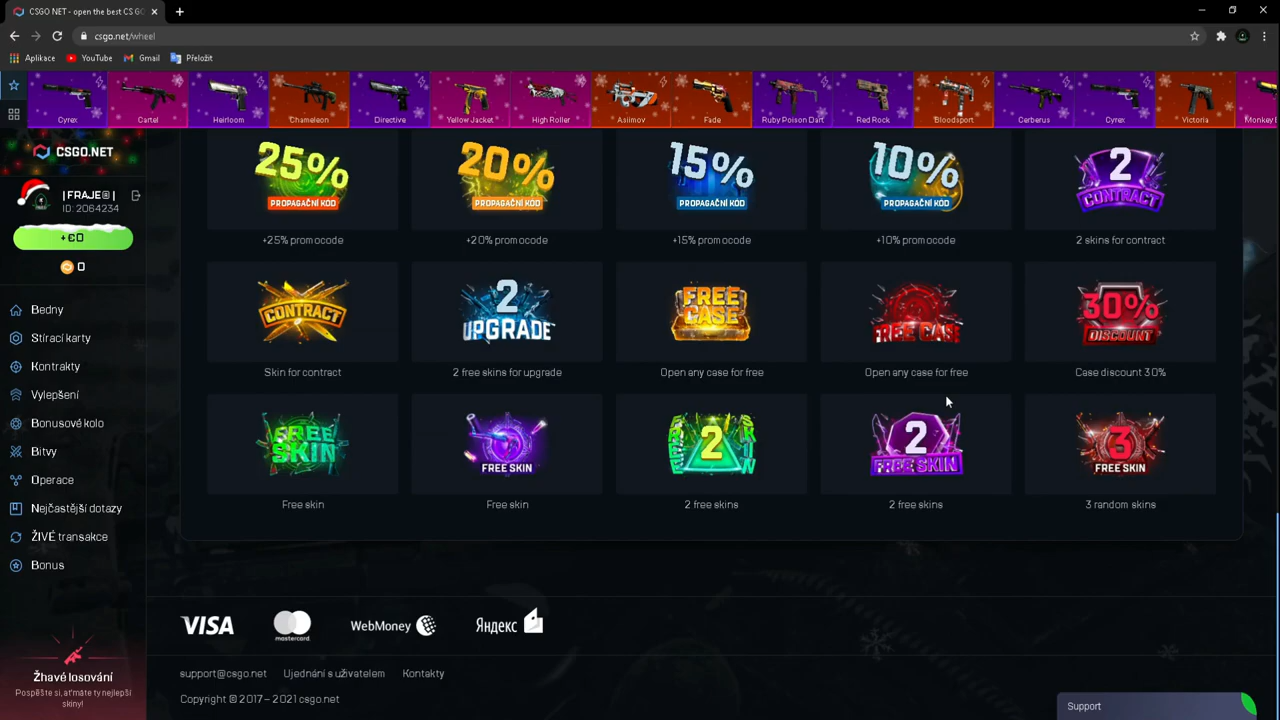 CSGO NET - open the best CS GO
csgo.net/wheel
Aplikace YouTube Gmail Přeložit
Cyrex Cartel Heirloom Chameleon Directive Yellow Jacket High Roller Asiimov Fade Ruby Poison Dart Red Rock Bloodsport Cerberus Cyrex Victoria Monkey B
CSGO.NET
| FRAJE® |
ID: 2064234
+€0
0
Bedny
Stírací karty
Kontrakty
Vylepšení
Bonusové kolo
Bitvy
Operace
Nejčastější dotazy
ŽIVÉ transakce
Bonus
Žhavé losování
Pospěšte si, ať máte ty nejlepší
skiny!
25% 20% 15% 10% 2
PROPAGAČNÍ KÓD PROPAGAČNÍ KÓD PROPAGAČNÍ KÓD PROPAGAČNÍ KÓD CONTRACT
+25% promocode +20% promocode +15% promocode +10% promocode 2 skins for contract
CONTRACT 2 UPGRADE FREE CASE FREE CASE 30% DISCOUNT
Skin for contract 2 free skins for upgrade Open any case for free Open any case for free Case discount 30%
FREE SKIN FREE SKIN FREE 2 SKIN 2 FREE SKIN 3 FREE SKIN
Free skin Free skin 2 free skins 2 free skins 3 random skins
VISA mastercard WebMoney Яндекс
support@csgo.net Ujednání s uživatelem Kontakty
Copyright © 2017– 2021 csgo.net
Support